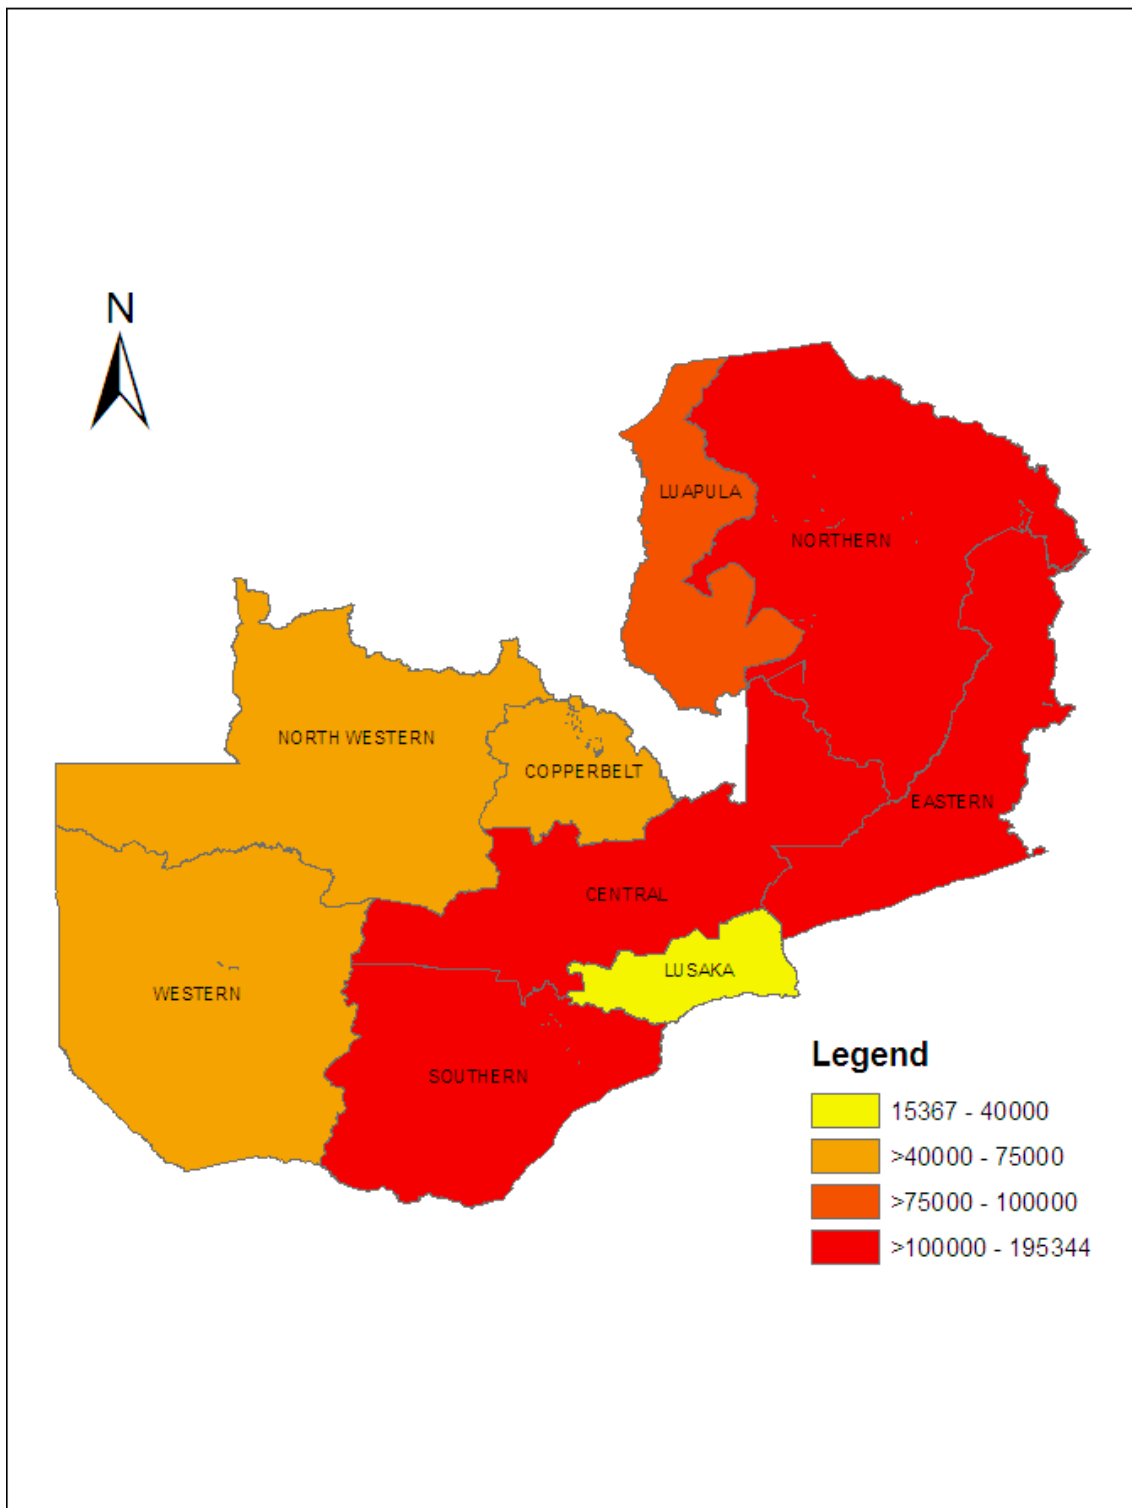 N
LUAPULA
NORTHERN
NORTH WESTERN
COPPERBELT
EASTERN
CENTRAL
LUSAKA
WESTERN
SOUTHERN
Legend
15367 - 40000
>40000 - 75000
>75000 - 100000
>100000 - 195344